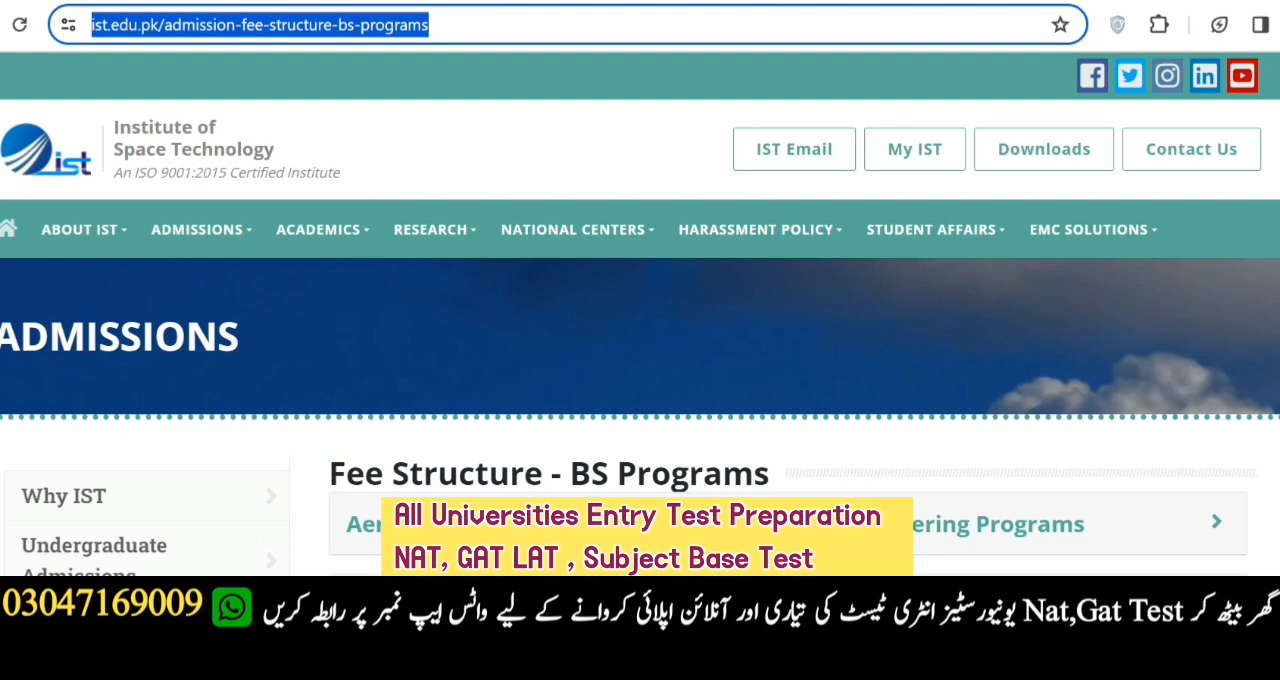 ist.edu.pk/admission-fee-structure-bs-programs
ist
Institute of
Space Technology
An ISO 9001:2015 Certified Institute
IST Email
My IST
Downloads
Contact Us
ABOUT IST
ADMISSIONS
ACADEMICS
RESEARCH
NATIONAL CENTERS
HARASSMENT POLICY
STUDENT AFFAIRS
EMC SOLUTIONS
ADMISSIONS
Why IST
Undergraduate
Admissions
Fee Structure - BS Programs
Programs
All Universities Entry Test Preparation
NAT, GAT LAT , Subject Base Test
گھر بیٹھ کر Nat,Gat Test یونیورسٹیز انٹری ٹیسٹ کی تیاری اور آنلائن اپلائی کروانے کے لیے واٹس ایپ نمبر پر رابطہ کریں 03047169009